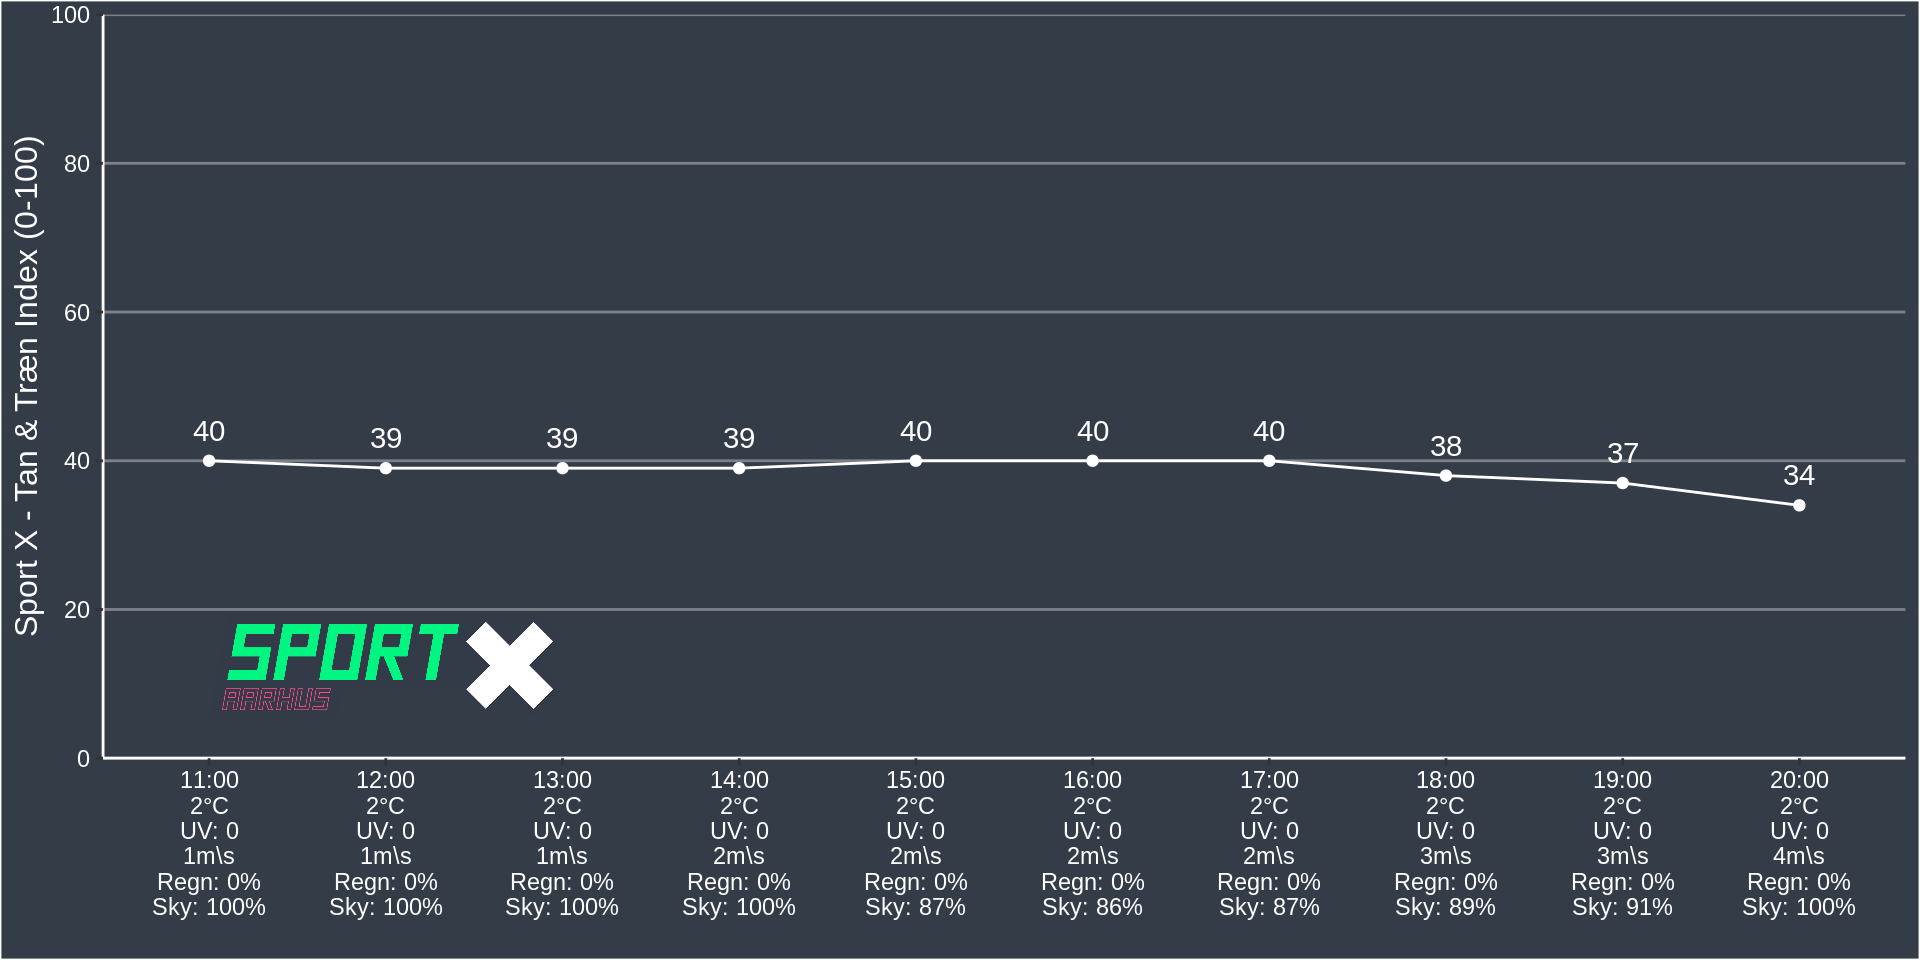 Sport X - Tan & Træn Index (0-100)
100
80
60
40
20
0
40
39
39
39
40
40
40
38
37
34
SPORT X
AARHUS
11:00 12:00 13:00 14:00 15:00 16:00 17:00 18:00 19:00 20:00
2°C 2°C 2°C 2°C 2°C 2°C 2°C 2°C 2°C 2°C
UV: 0 UV: 0 UV: 0 UV: 0 UV: 0 UV: 0 UV: 0 UV: 0 UV: 0 UV: 0
1m\s 1m\s 1m\s 2m\s 2m\s 2m\s 2m\s 3m\s 3m\s 4m\s
Regn: 0% Regn: 0% Regn: 0% Regn: 0% Regn: 0% Regn: 0% Regn: 0% Regn: 0% Regn: 0% Regn: 0%
Sky: 100% Sky: 100% Sky: 100% Sky: 100% Sky: 87% Sky: 86% Sky: 87% Sky: 89% Sky: 91% Sky: 100%